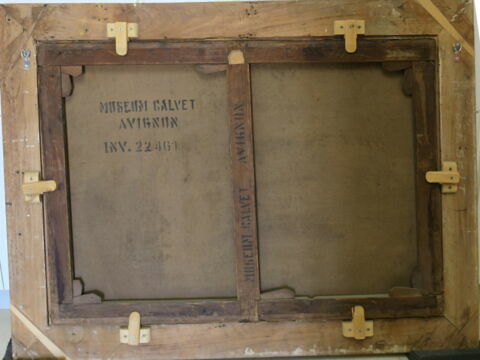 MUSEUM CALVET
AVIGNON
INV. 22461
MUSEUM CALVET AVIGNON